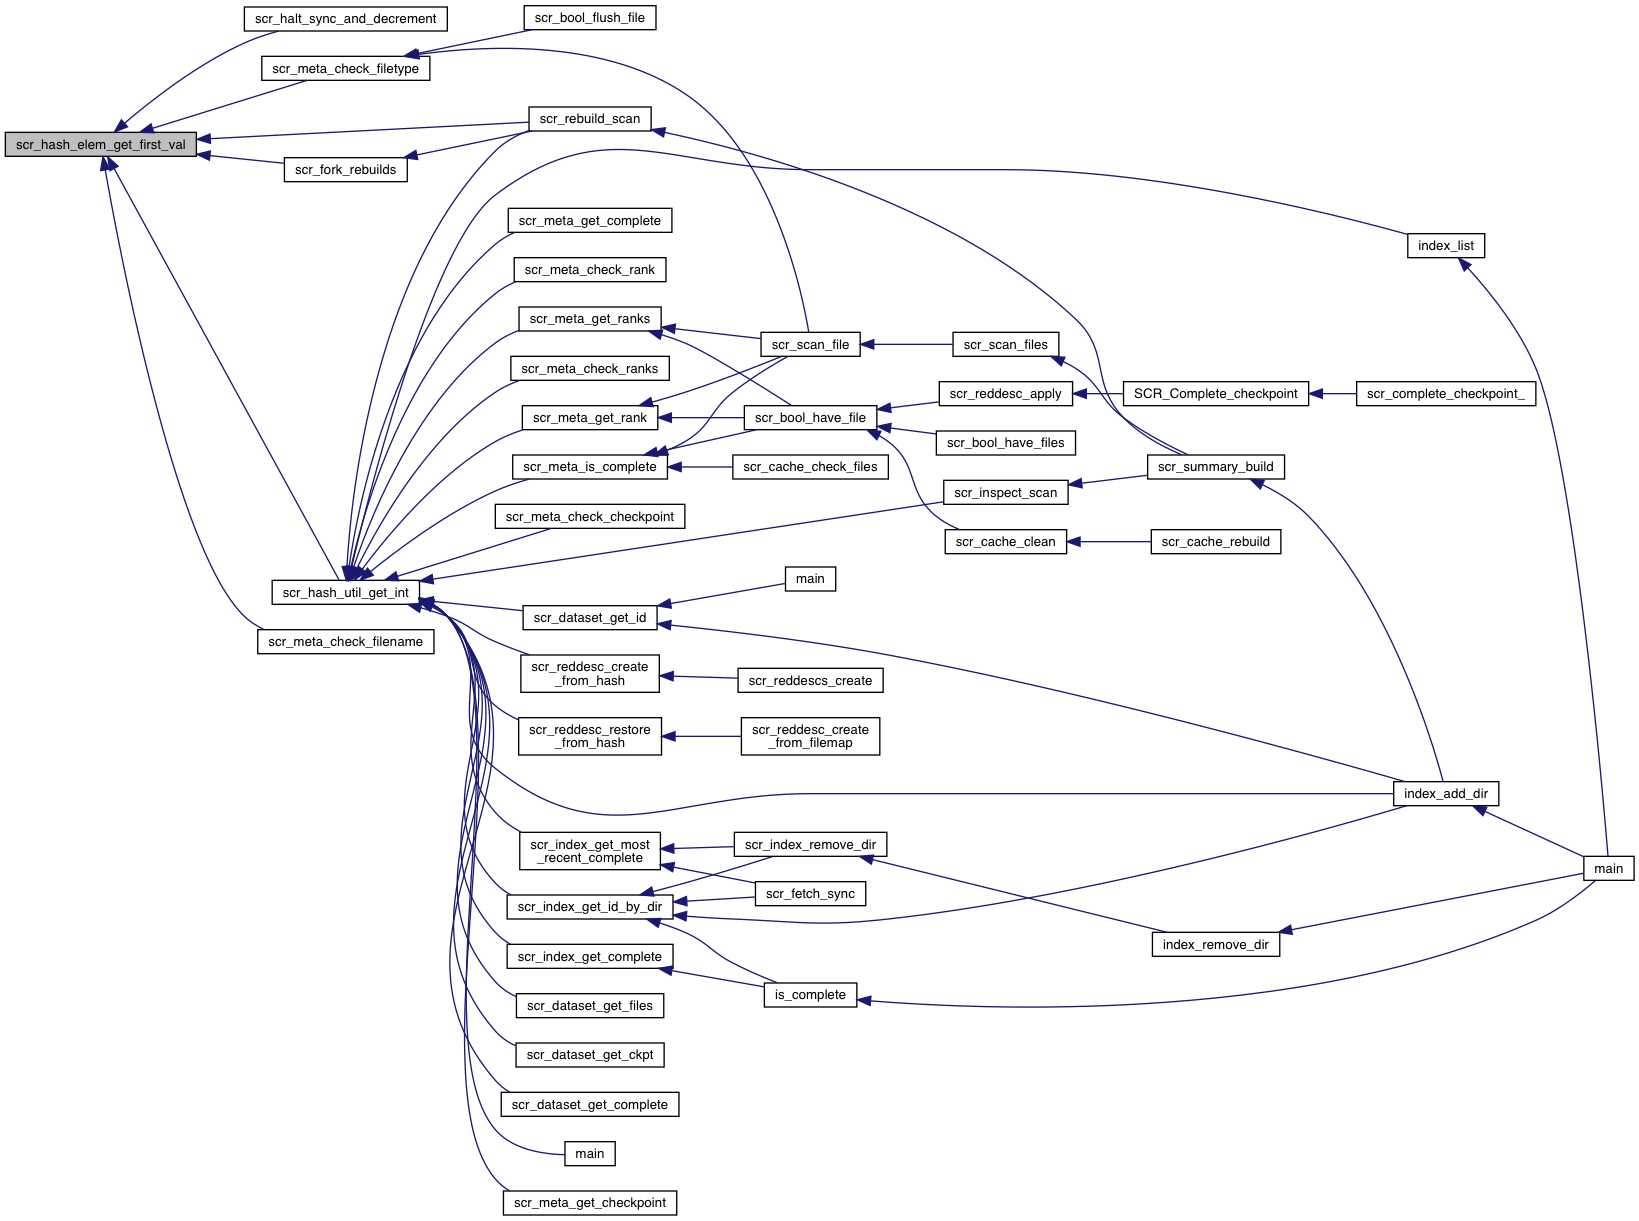 scr_halt_sync_and_decrement
scr_bool_flush_file
scr_meta_check_filetype
scr_rebuild_scan
scr_hash_elem_get_first_val
scr_fork_rebuilds
scr_meta_get_complete
index_list
scr_meta_check_rank
scr_meta_get_ranks
scr_scan_file
scr_scan_files
scr_meta_check_ranks
scr_reddesc_apply
SCR_Complete_checkpoint
scr_complete_checkpoint_
scr_meta_get_rank
scr_bool_have_file
scr_bool_have_files
scr_meta_is_complete
scr_cache_check_files
scr_summary_build
scr_inspect_scan
scr_meta_check_checkpoint
scr_cache_clean
scr_cache_rebuild
main
scr_hash_util_get_int
scr_dataset_get_id
scr_meta_check_filename
scr_reddesc_create
_from_hash
scr_reddescs_create
scr_reddesc_restore
_from_hash
scr_reddesc_create
_from_filemap
index_add_dir
scr_index_get_most
_recent_complete
scr_index_remove_dir
main
scr_fetch_sync
scr_index_get_id_by_dir
index_remove_dir
scr_index_get_complete
is_complete
scr_dataset_get_files
scr_dataset_get_ckpt
scr_dataset_get_complete
main
scr_meta_get_checkpoint